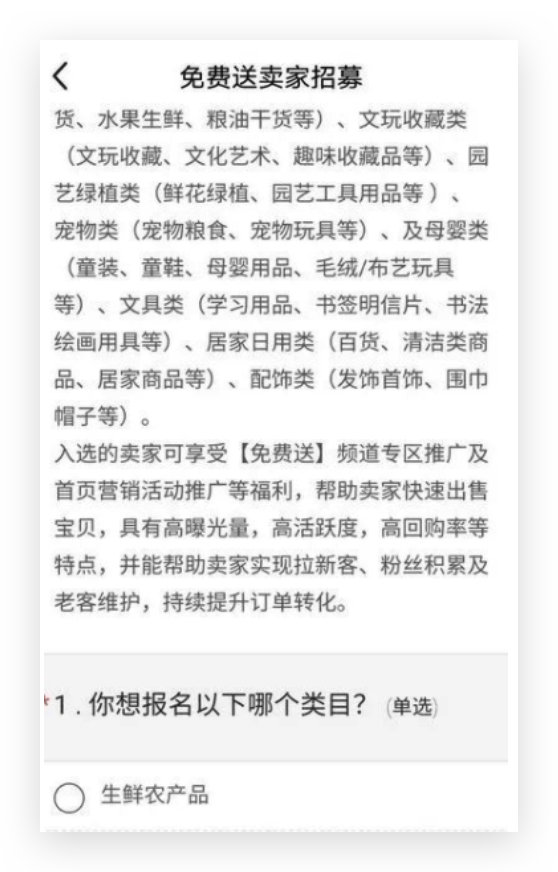 免费送卖家招募
货、水果生鲜、粮油干货等）、文玩收藏类
（文玩收藏、文化艺术、趣味收藏品等）、园
艺绿植类（鲜花绿植、园艺工具用品等 ）、
宠物类（宠物粮食、宠物玩具等）、及母婴类
（童装、童鞋、母婴用品、毛绒/布艺玩具
等）、文具类（学习用品、书签明信片、书法
绘画用具等）、居家日用类（百货、清洁类商
品、居家商品等）、配饰类（发饰首饰、围巾
帽子等）。
入选的卖家可享受【免费送】频道专区推广及
首页营销活动推广等福利，帮助卖家快速出售
宝贝，具有高曝光量，高活跃度，高回购率等
特点，并能帮助卖家实现拉新客、粉丝积累及
老客维护，持续提升订单转化。
*1 . 你想报名以下哪个类目？ (单选)
生鲜农产品